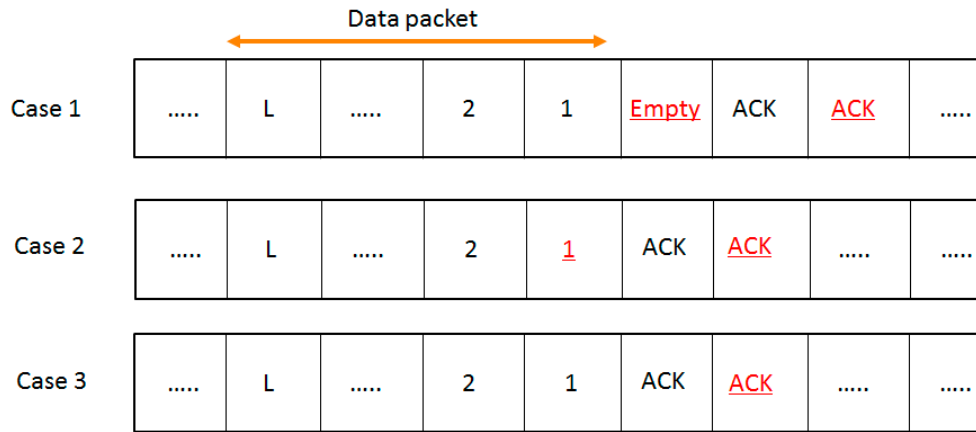 Data packet
Case 1 ..... L ..... 2 1 Empty ACK ACK .....
Case 2 ..... L ..... 2 1 ACK ACK ..... .....
Case 3 ..... L ..... 2 1 ACK ACK ..... .....